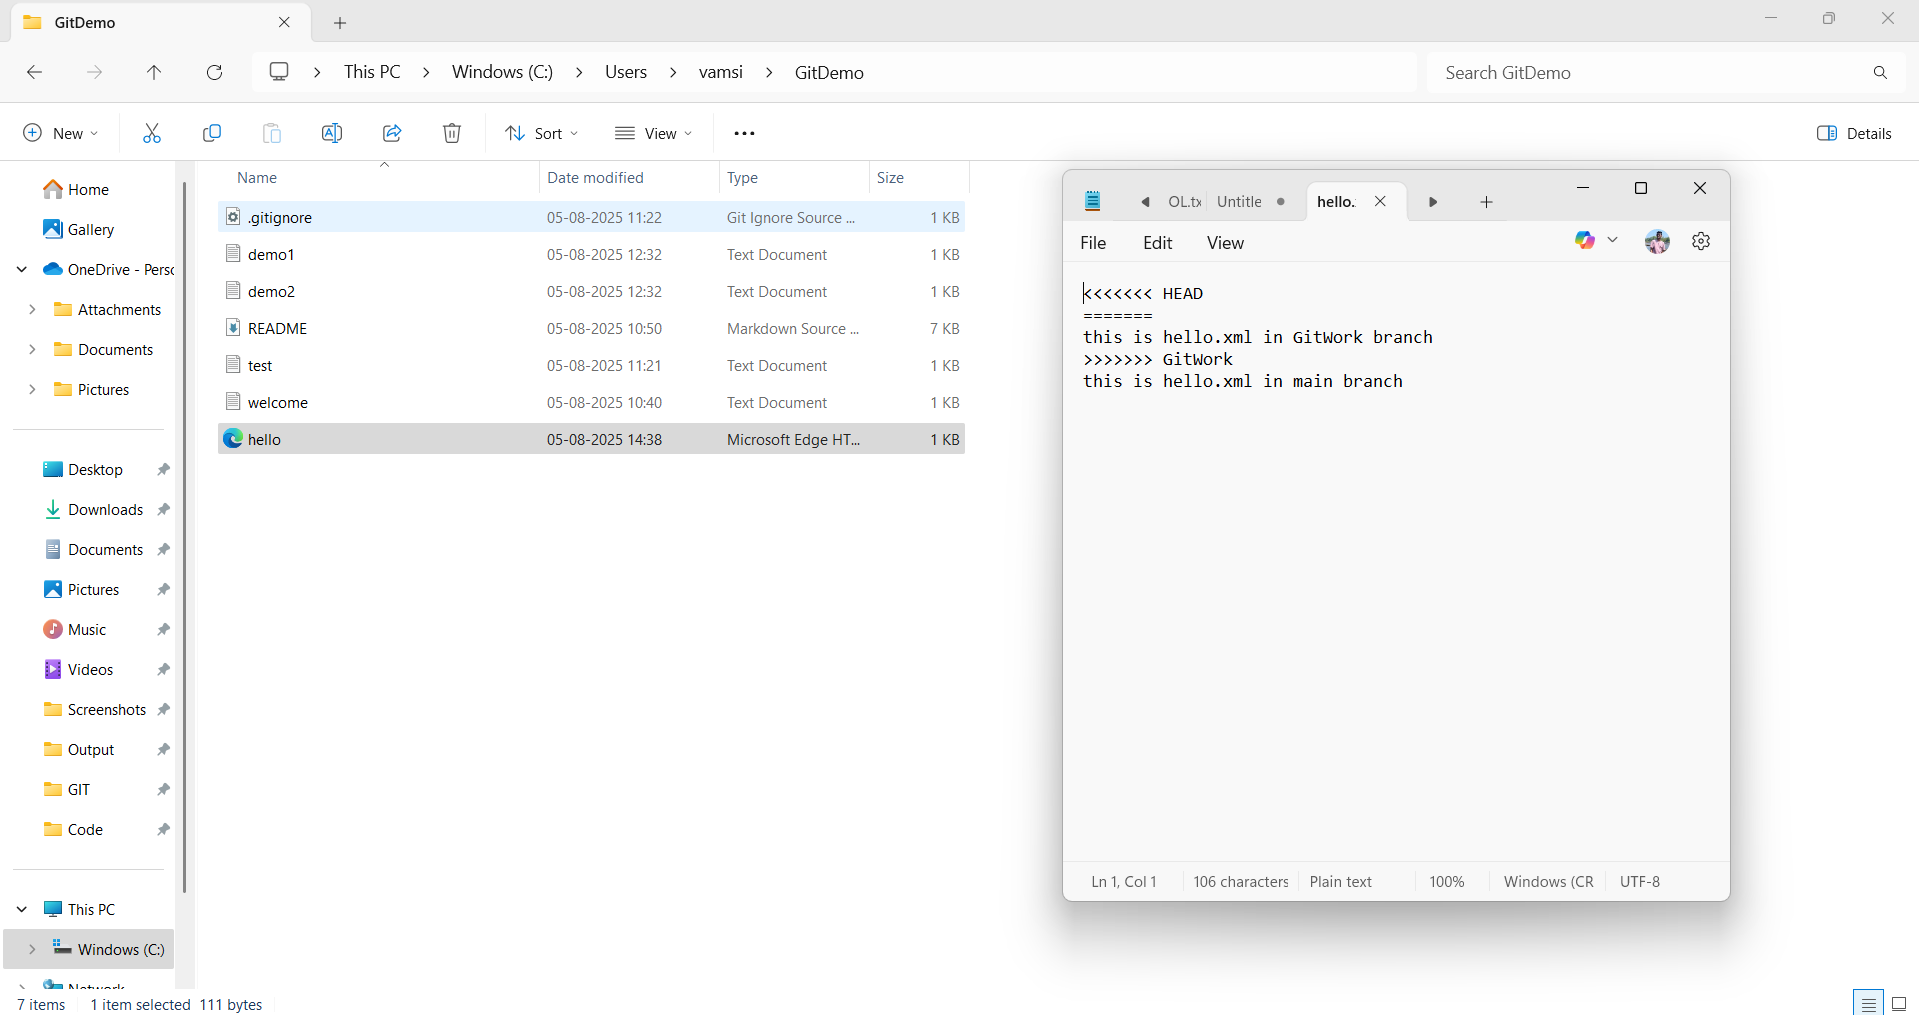 GitDemo
This PC
Windows (C:)
Users
vamsi
GitDemo
Search GitDemo
New
Sort
View
Details
Home
Gallery
OneDrive - Perso
Attachments
Documents
Pictures
Desktop
Downloads
Documents
Pictures
Music
Videos
Screenshots
Output
GIT
Code
This PC
Windows (C:)
Network
Name Date modified Type Size
.gitignore 05-08-2025 11:22 Git Ignore Source ... 1 KB
demo1 05-08-2025 12:32 Text Document 1 KB
demo2 05-08-2025 12:32 Text Document 1 KB
README 05-08-2025 10:50 Markdown Source ... 7 KB
test 05-08-2025 11:21 Text Document 1 KB
welcome 05-08-2025 10:40 Text Document 1 KB
hello 05-08-2025 14:38 Microsoft Edge HT... 1 KB
OL.tx Untitle hello.
File Edit View
<<<<<<< HEAD
=======
this is hello.xml in GitWork branch
>>>>>>> GitWork
this is hello.xml in main branch
Ln 1, Col 1 106 characters Plain text 100% Windows (CR UTF-8
7 items 1 item selected 111 bytes